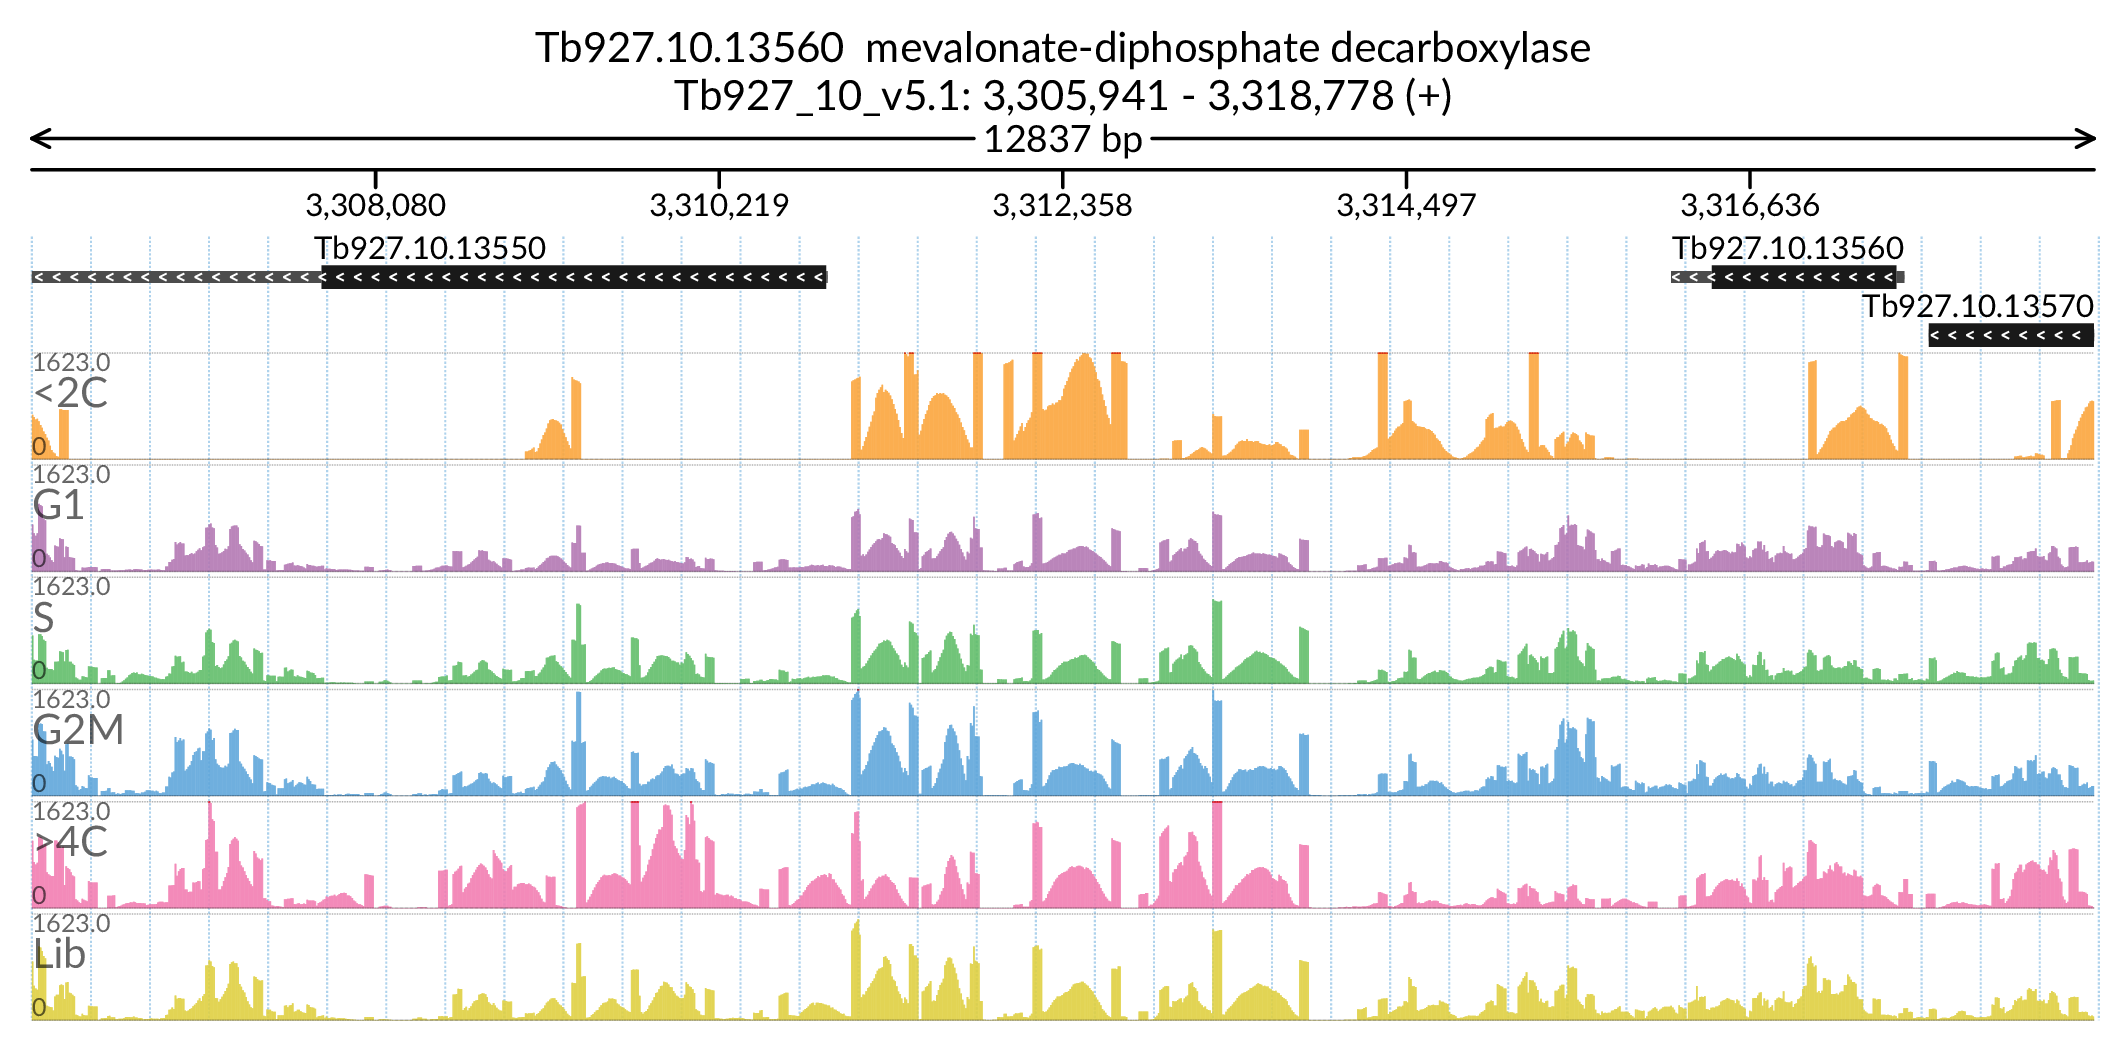 Tb927.10.13560  mevalonate-diphosphate decarboxylase
Tb927_10_v5.1: 3,305,941 - 3,318,778 (+)
12837 bp
3,308,080 3,310,219 3,312,358 3,314,497 3,316,636
Tb927.10.13550 Tb927.10.13560
Tb927.10.13570
1623.0
<2C
0
1623.0
G1
0
1623.0
S
0
1623.0
G2M
0
1623.0
>4C
0
1623.0
Lib
0